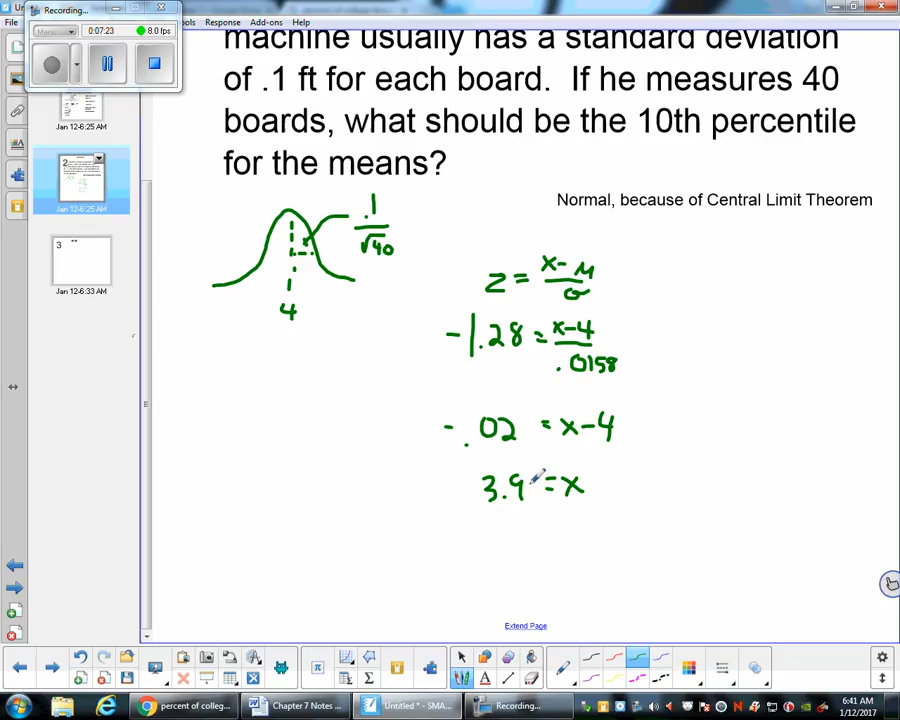 Recording...
Menu
0:07:23
8.0 fps
File
Tools
Response
Add-ons
Help
machine usually has a standard deviation
of .1 ft for each board. If he measures 40
boards, what should be the 10th percentile
for the means?
Normal, because of Central Limit Theorem
Jan 12-6:25 AM
2
Jan 12-6:25 AM
3
Jan 12-6:33 AM
.1
√40
4
z = x-μ
σ
-1.28 = x-4
.0158
-.02 = x-4
3.9 = x
Extend Page
percent of colleg...
Chapter 7 Notes ...
Untitled * - SMA...
Recording...
6:41 AM
1/12/2017